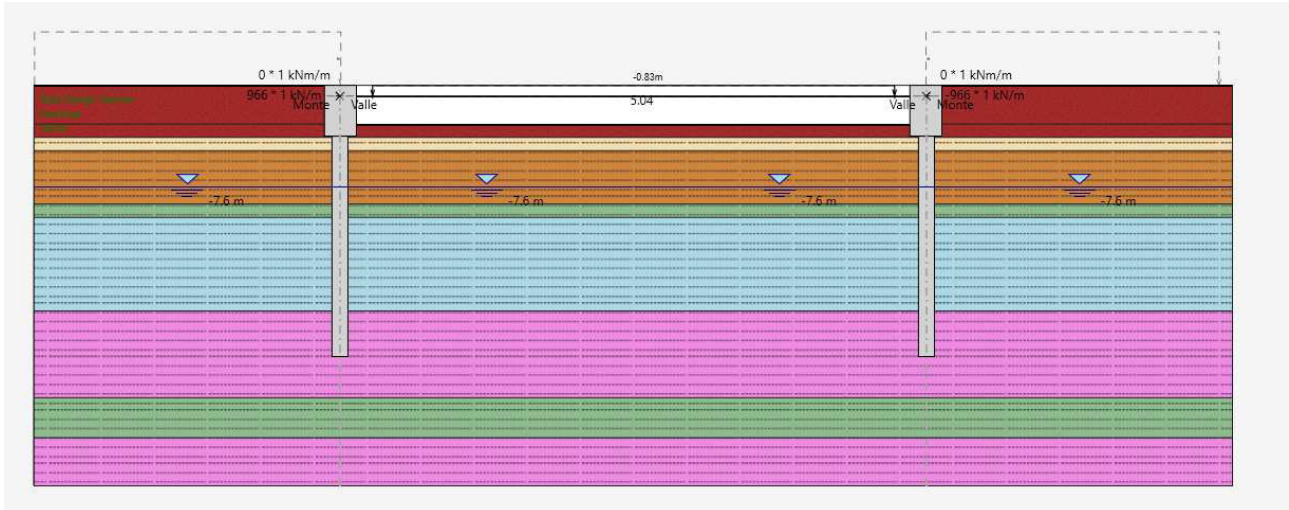 0 * 1 kNm/m
-0.83m
0 * 1 kNm/m
966 * 1 kN/m
5.04
-966 * 1 kN/m
Monte
Valle
Valle
Monte
-7.6 m
-7.6 m
-7.6 m
-7.6 m